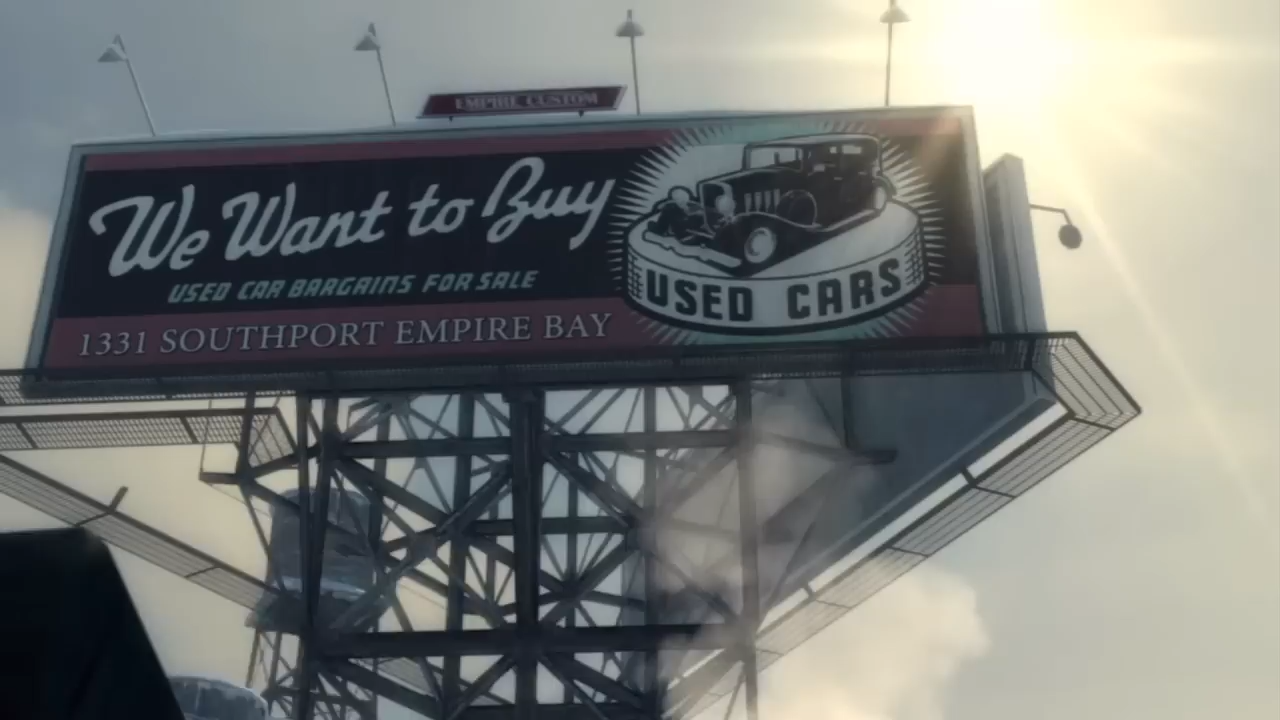 EMPIRE CUSTOM
We Want to Buy
USED CAR BARGAINS FOR SALE
1331 SOUTHPORT EMPIRE BAY
USED CARS